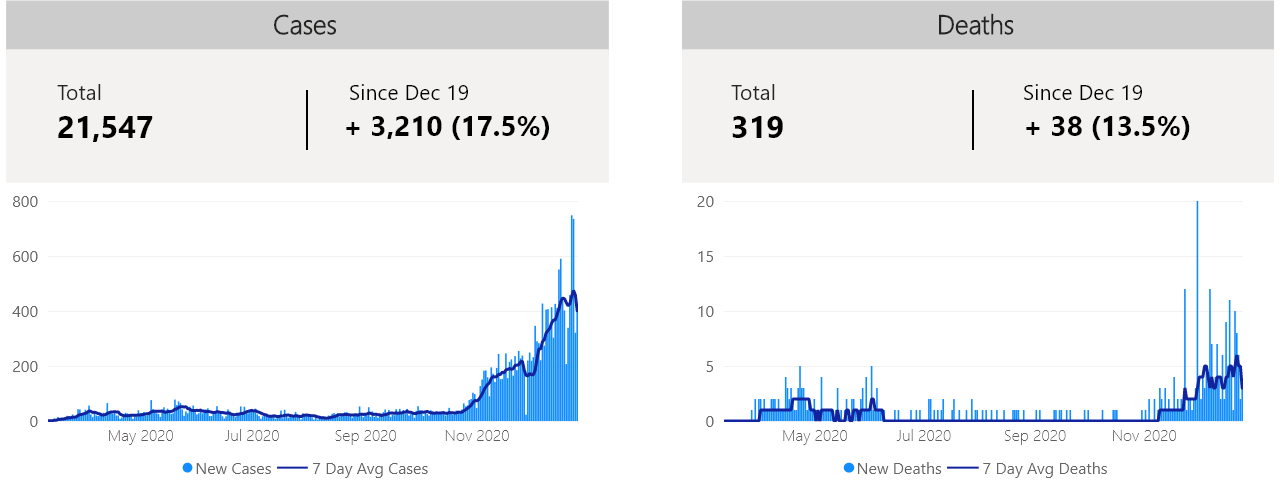 Cases
Total
Since Dec 19
21,547
+ 3,210 (17.5%)
800
600
400
200
0
May 2020 Jul 2020 Sep 2020 Nov 2020
New Cases 7 Day Avg Cases
Deaths
Total
Since Dec 19
319
+ 38 (13.5%)
20
15
10
5
0
May 2020 Jul 2020 Sep 2020 Nov 2020
New Deaths 7 Day Avg Deaths